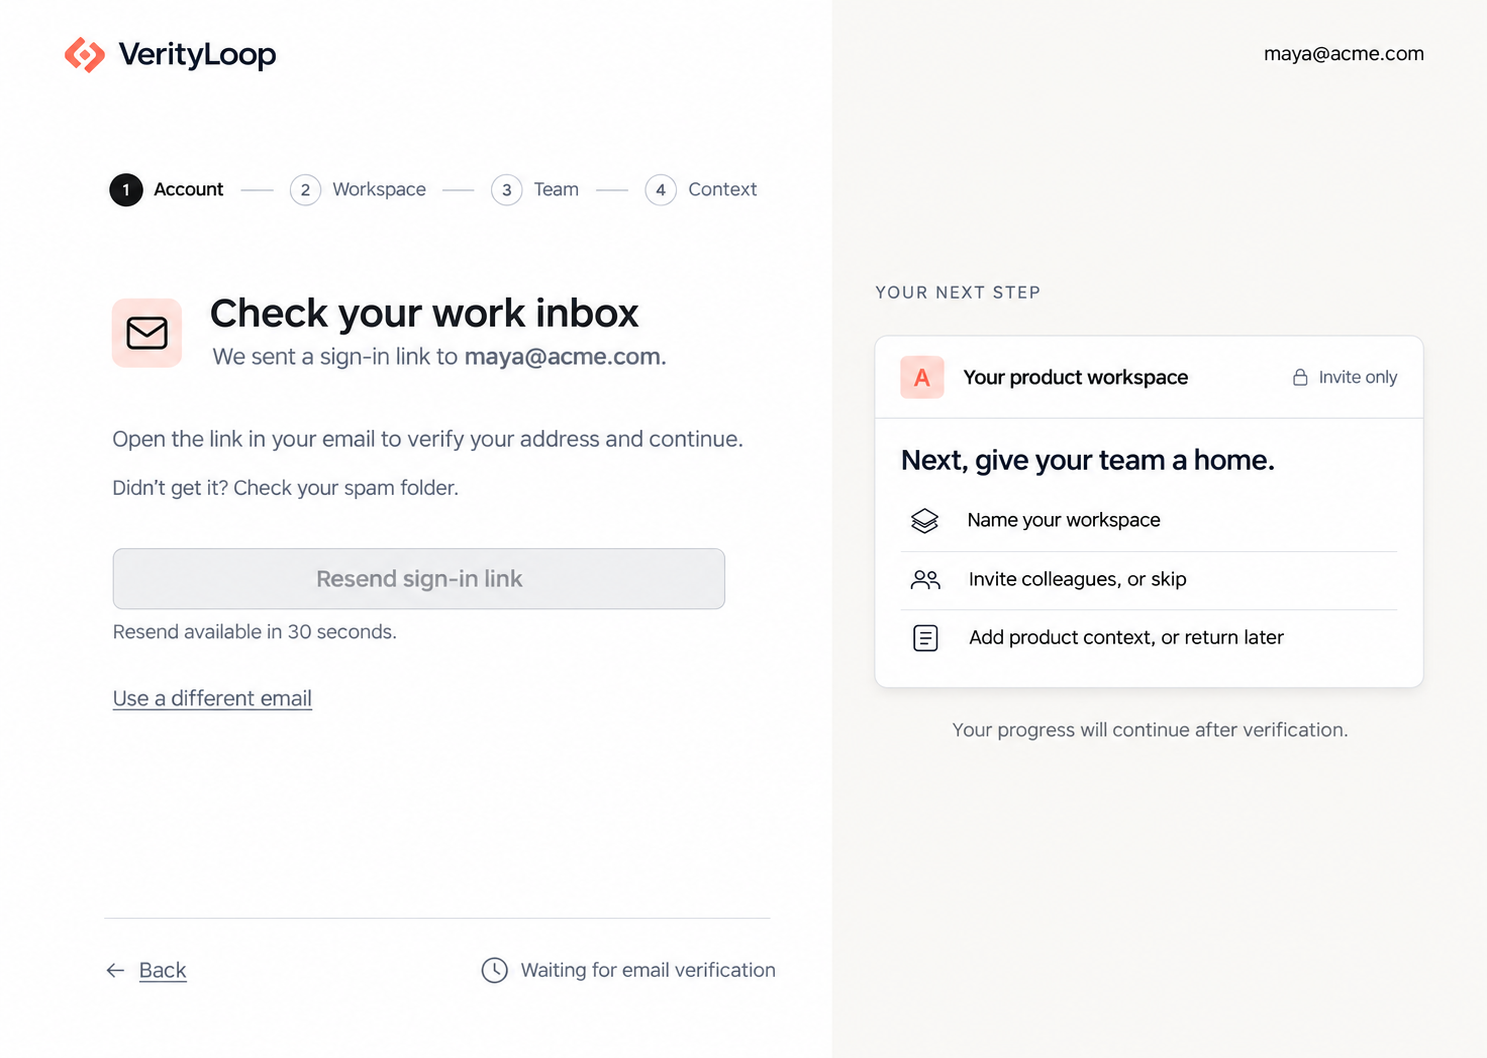 VerityLoop
maya@acme.com
1 Account
2 Workspace
3 Team
4 Context
Check your work inbox
We sent a sign-in link to maya@acme.com.
Open the link in your email to verify your address and continue.
Didn’t get it? Check your spam folder.
Resend sign-in link
Resend available in 30 seconds.
Use a different email
Back
Waiting for email verification
YOUR NEXT STEP
A
Your product workspace
Invite only
Next, give your team a home.
Name your workspace
Invite colleagues, or skip
Add product context, or return later
Your progress will continue after verification.